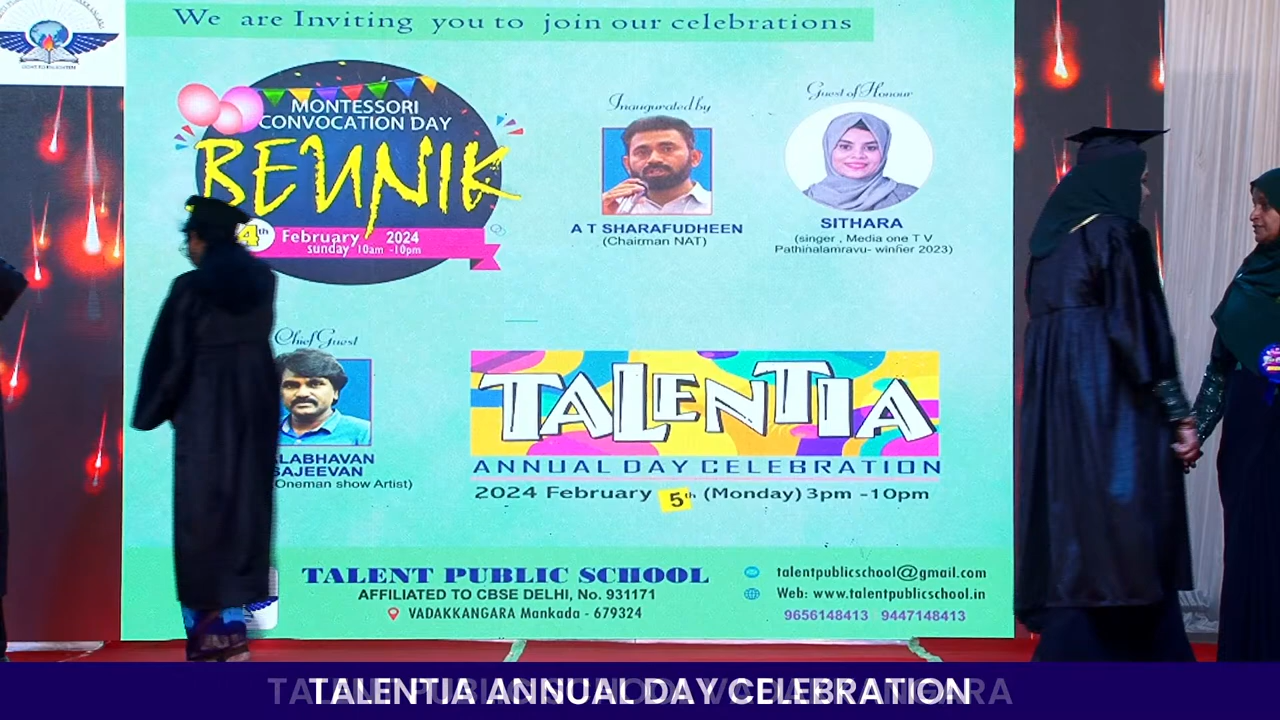 We are Inviting you to join our celebrations
MONTESSORI
CONVOCATION DAY
BEUNIK
4th February 2024
sunday 10am -10pm
Inaugurated by
A T SHARAFUDHEEN
(Chairman NAT)
Guest of Honour
SITHARA
(singer , Media one T V
Pathinalamravu- winner 2023)
Chief Guest
ALABHAVAN
SAJEEVAN
Oneman show Artist)
TALENTIA
ANNUAL DAY CELEBRATION
2024 February 5th (Monday) 3pm -10pm
TALENT PUBLIC SCHOOL
AFFILIATED TO CBSE DELHI, No. 931171
VADAKKANGARA Mankada - 679324
talentpublicschool@gmail.com
Web: www.talentpublicschool.in
9656148413 9447148413
TALENTIA ANNUAL DAY CELEBRATION